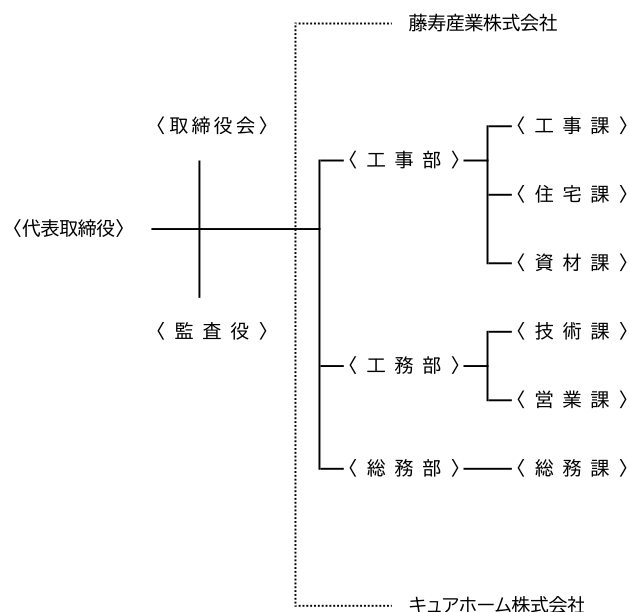 藤寿産業株式会社
〈取締役会〉
〈工事課〉
〈工事部〉
〈住宅課〉
〈代表取締役〉
〈資材課〉
〈監査役〉
〈技術課〉
〈工務部〉
〈営業課〉
〈総務部〉
〈総務課〉
キュアホーム株式会社